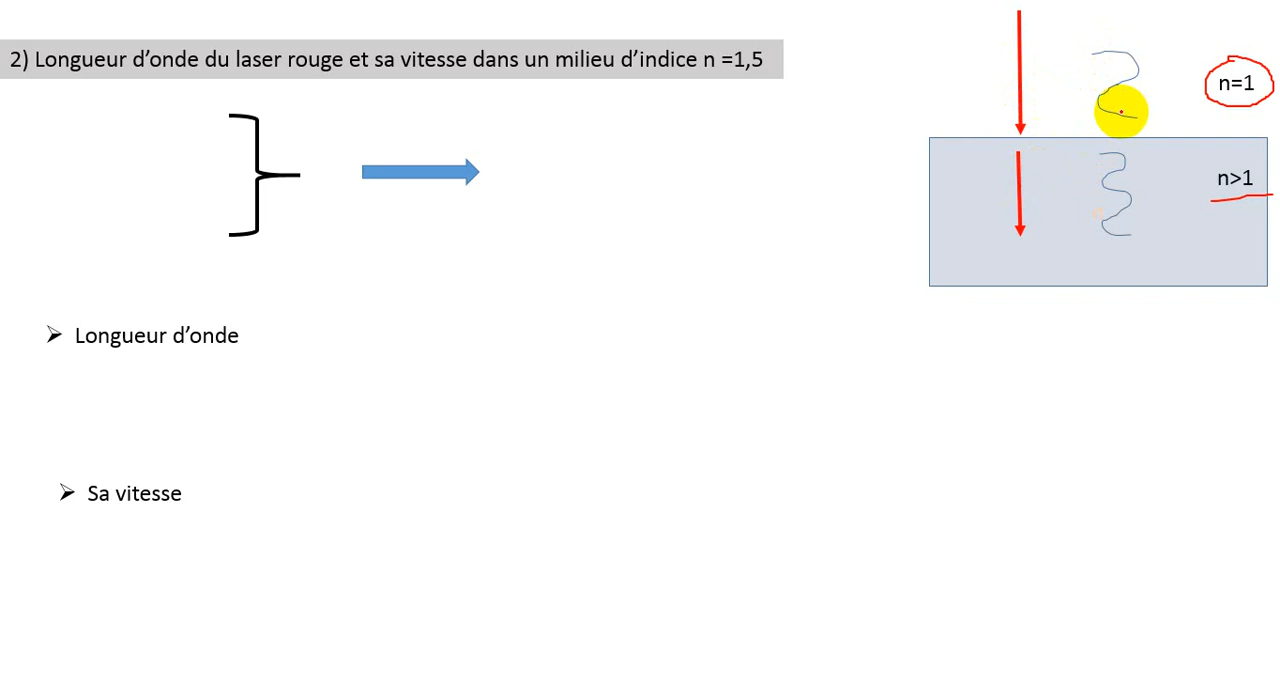 2) Longueur d’onde du laser rouge et sa vitesse dans un milieu d’indice n =1,5
n=1
n>1
Longueur d’onde
Sa vitesse